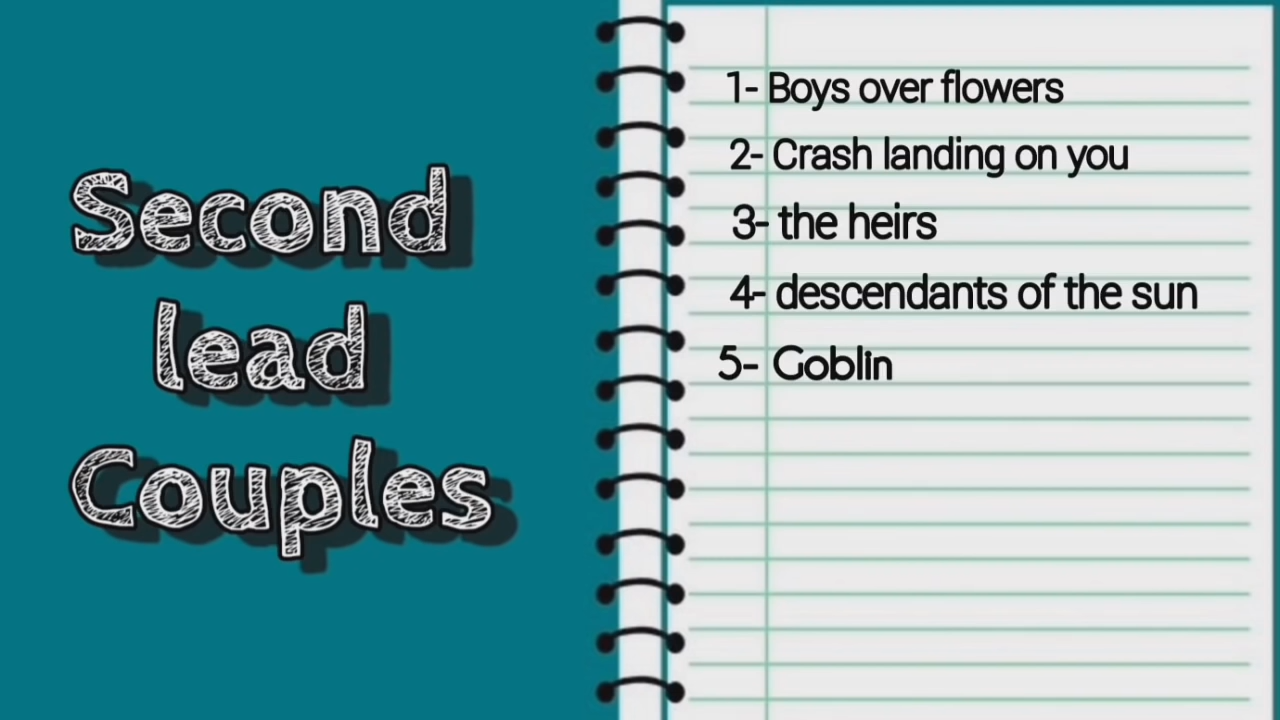 Second
lead
Couples
1- Boys over flowers
2- Crash landing on you
3- the heirs
4- descendants of the sun
5- Goblin